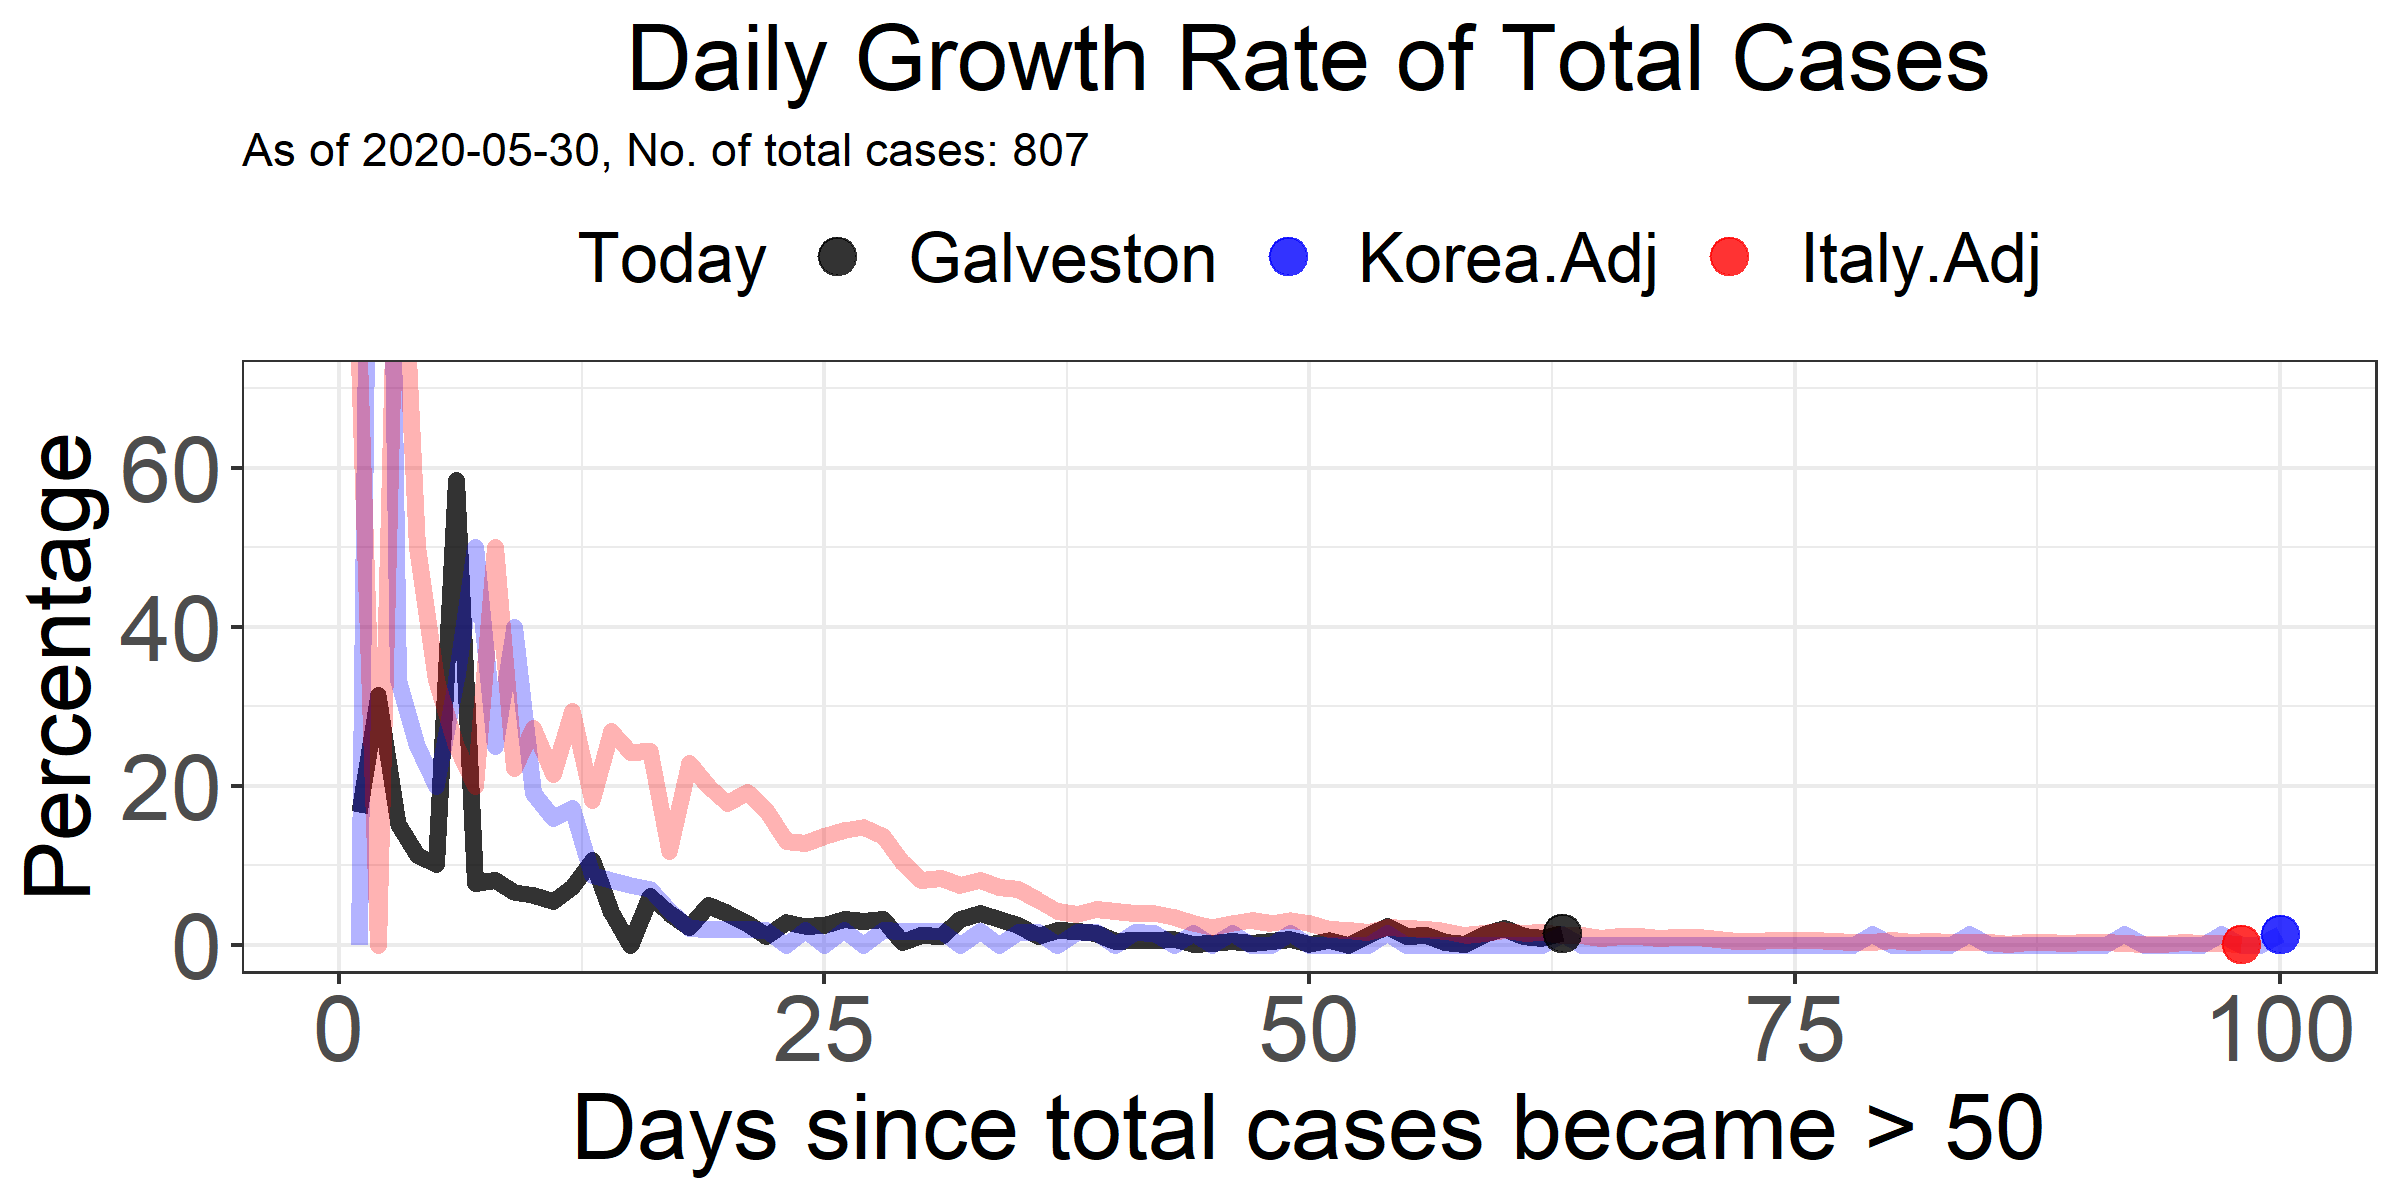 Daily Growth Rate of Total Cases
As of 2020-05-30, No. of total cases: 807
Today Galveston Korea.Adj Italy.Adj
Percentage
60
40
20
0
0 25 50 75 100
Days since total cases became > 50